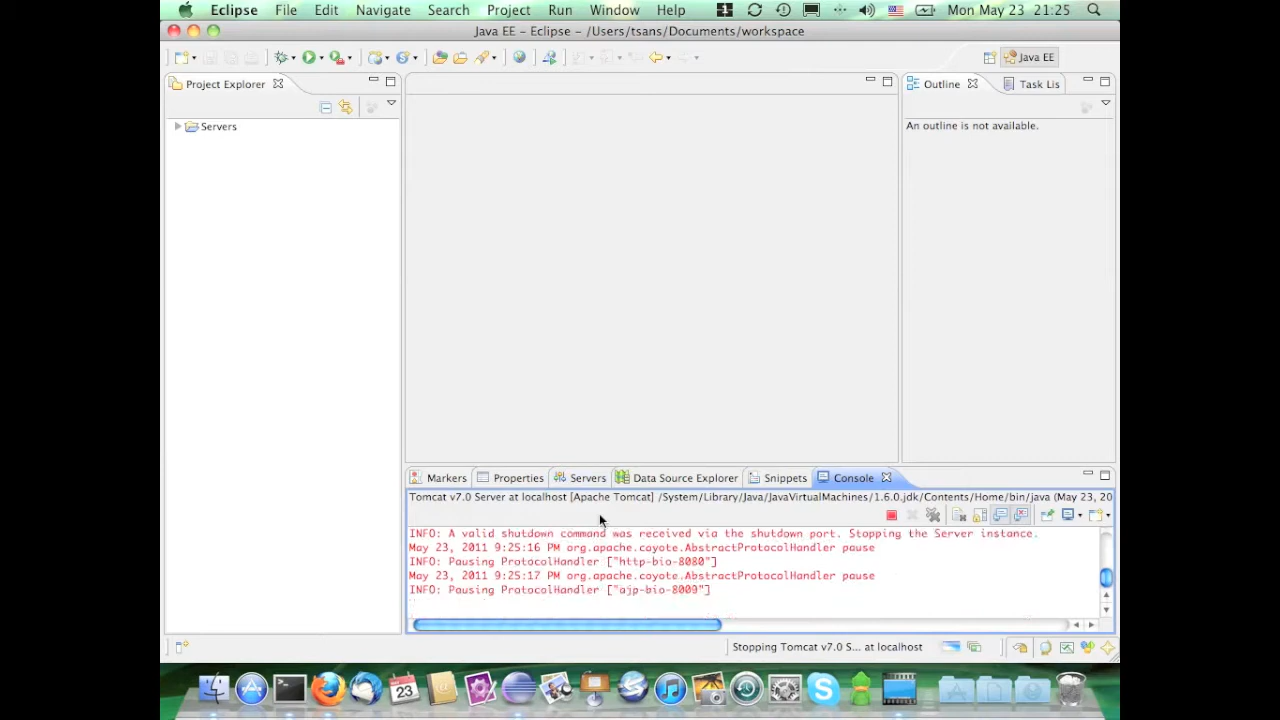 Eclipse File Edit Navigate Search Project Run Window Help 1 Mon May 23 21:25
Java EE – Eclipse – /Users/tsans/Documents/workspace
Java EE
Project Explorer
Outline Task Lis
Servers
An outline is not available.
Markers Properties Servers Data Source Explorer Snippets Console
Tomcat v7.0 Server at localhost [Apache Tomcat] /System/Library/Java/JavaVirtualMachines/1.6.0.jdk/Contents/Home/bin/java (May 23, 20
INFO: A valid shutdown command was received via the shutdown port. Stopping the Server instance.
May 23, 2011 9:25:16 PM org.apache.coyote.AbstractProtocolHandler pause
INFO: Pausing ProtocolHandler ["http-bio-8080"]
May 23, 2011 9:25:17 PM org.apache.coyote.AbstractProtocolHandler pause
INFO: Pausing ProtocolHandler ["ajp-bio-8009"]
Stopping Tomcat v7.0 S... at localhost
23